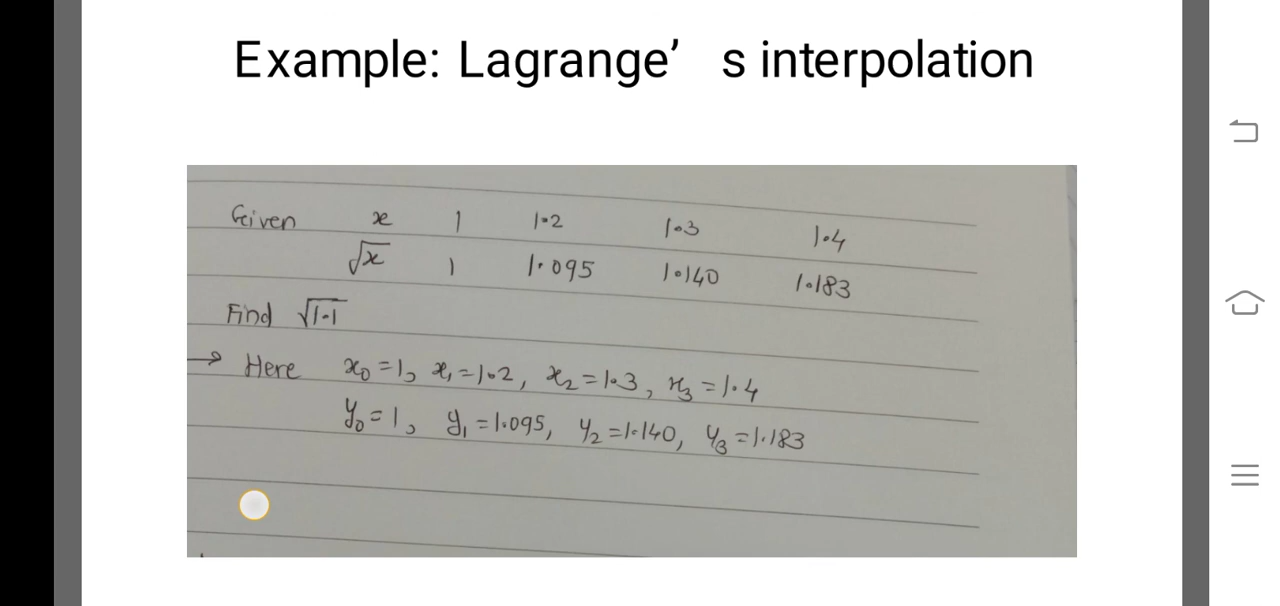 Example: Lagrange’ s interpolation
Given x 1 1.2 1.3 1.4
√x 1 1.095 1.140 1.183
Find √1.1
→ Here x₀ = 1, x₁ = 1.2, x₂ = 1.3, x₃ = 1.4
y₀ = 1, y₁ = 1.095, y₂ = 1.140, y₃ = 1.183